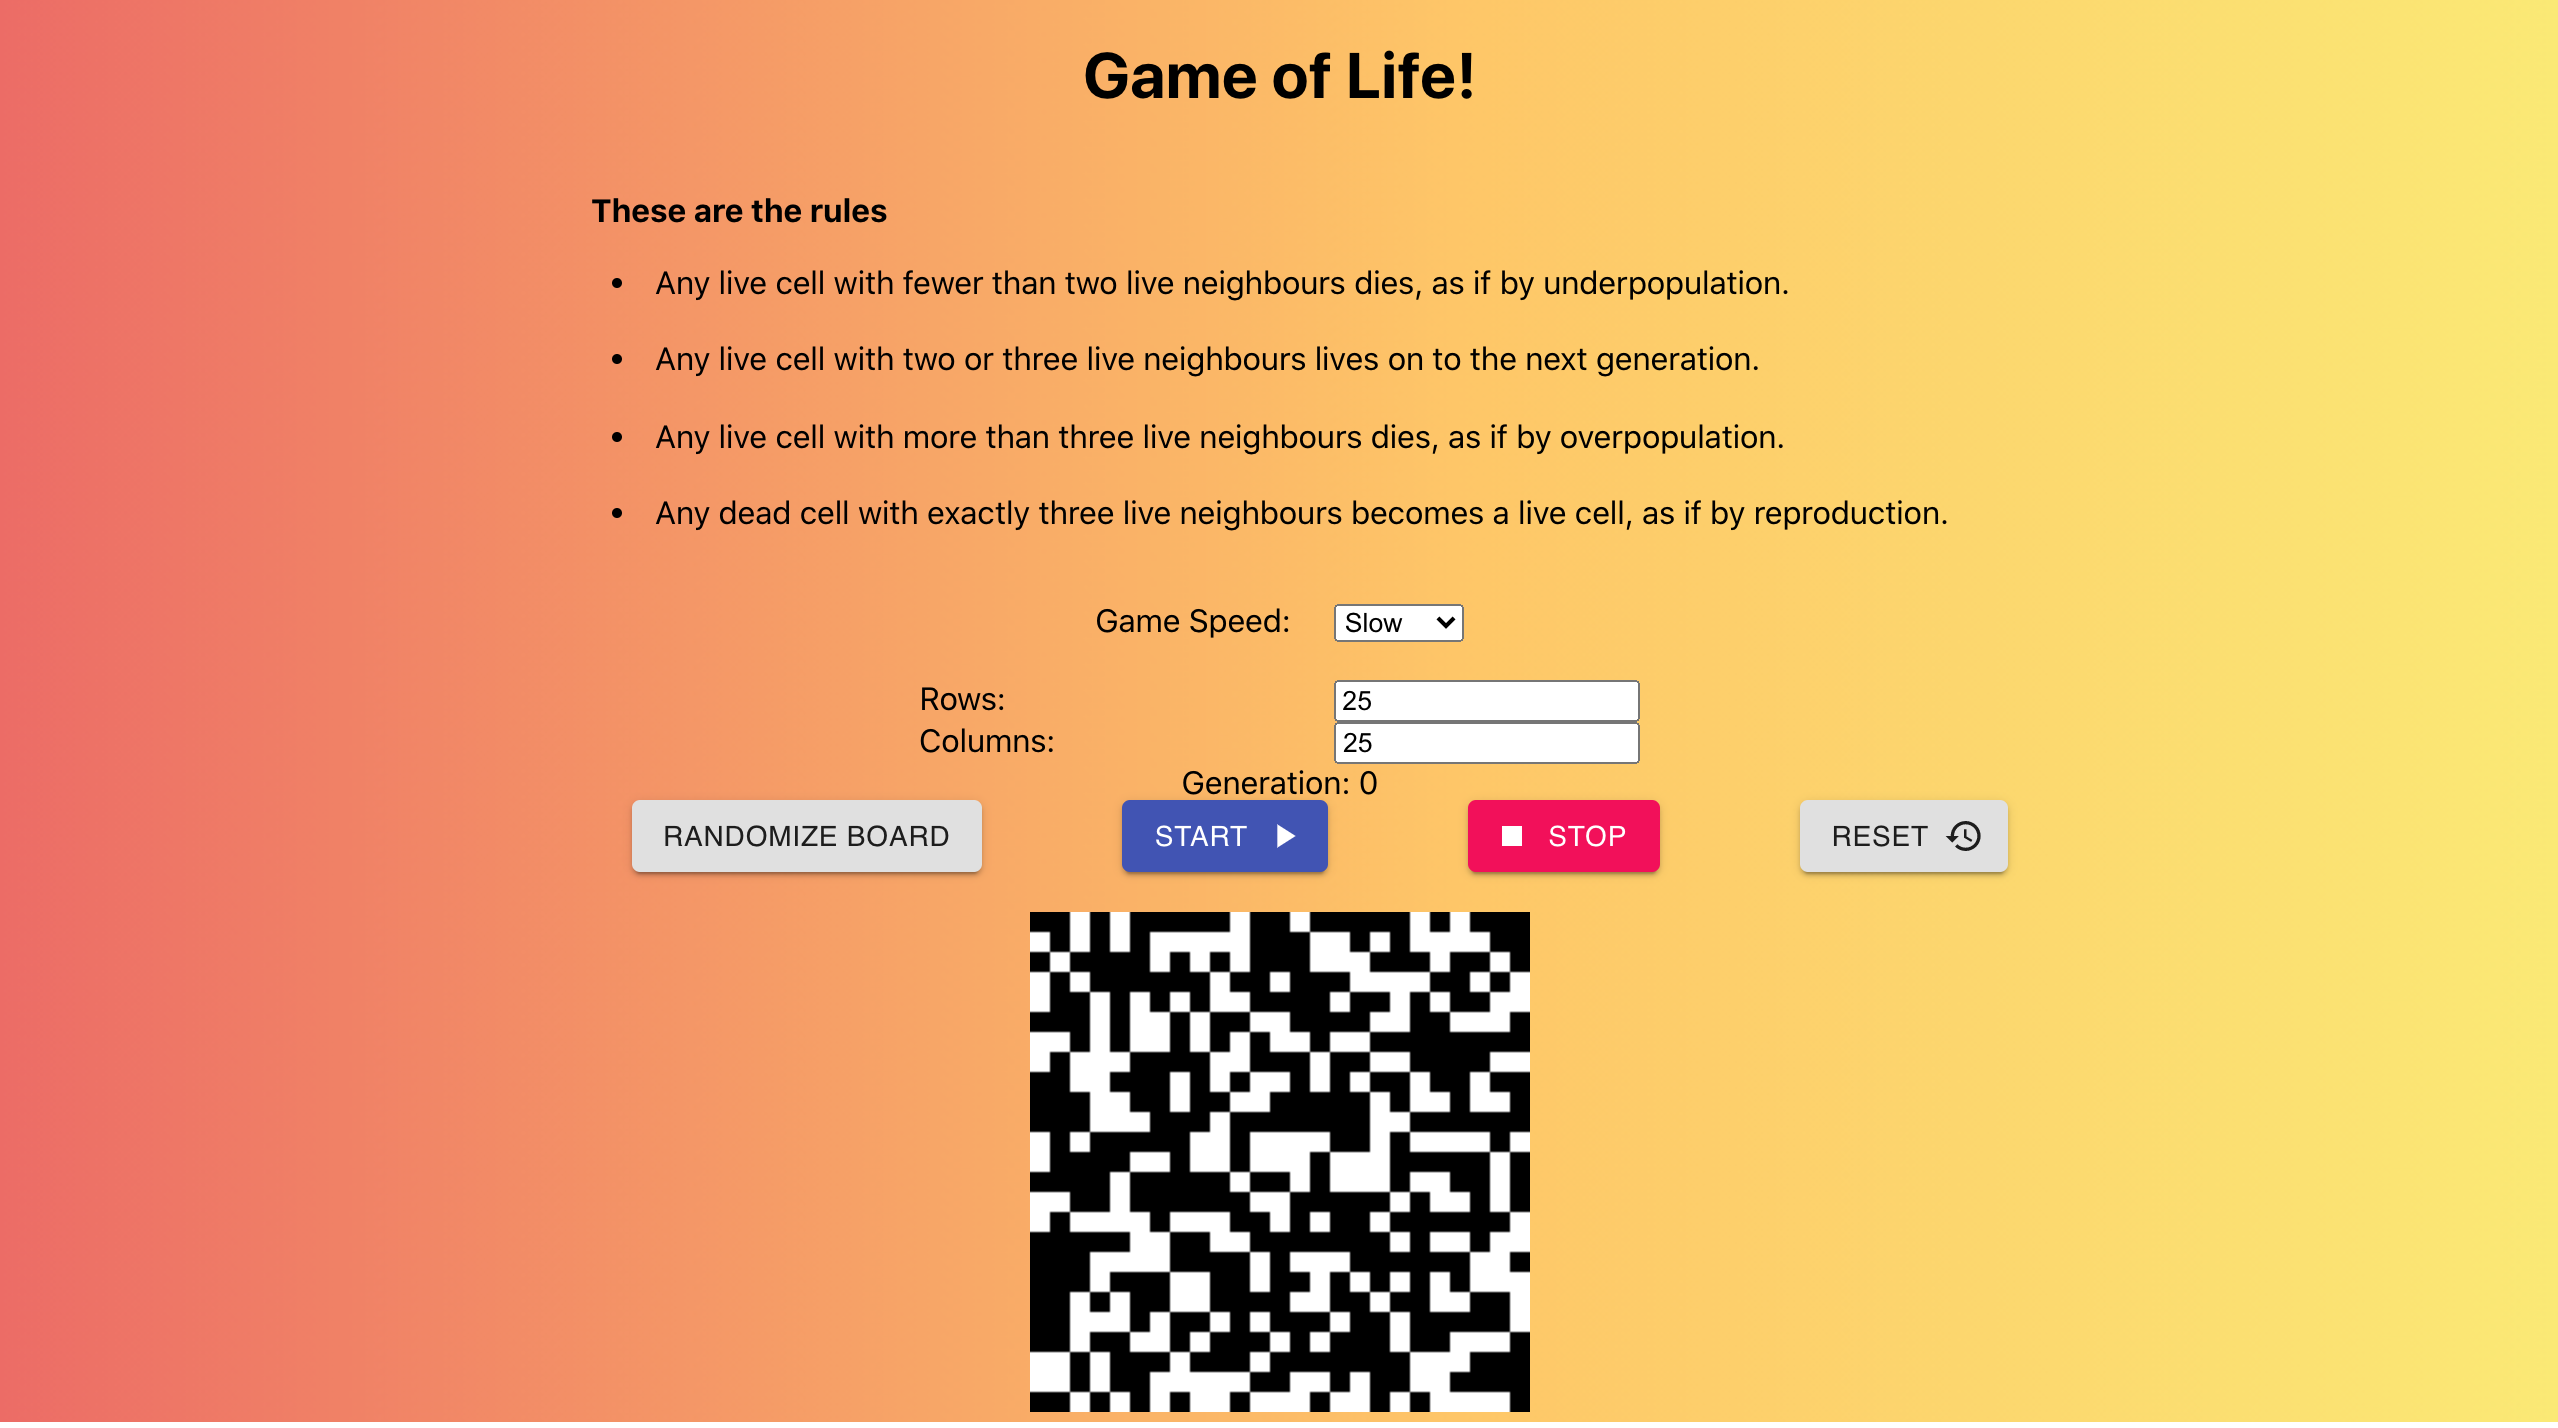 Game of Life!
These are the rules
Any live cell with fewer than two live neighbours dies, as if by underpopulation.
Any live cell with two or three live neighbours lives on to the next generation.
Any live cell with more than three live neighbours dies, as if by overpopulation.
Any dead cell with exactly three live neighbours becomes a live cell, as if by reproduction.
Game Speed: Slow
Rows: 25
Columns: 25
Generation: 0
RANDOMIZE BOARD START STOP RESET